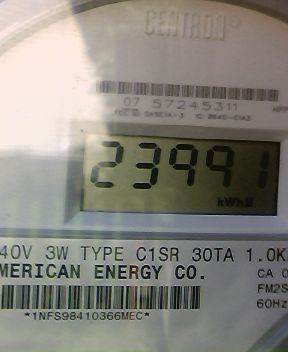 CENTRON®
07 57245311
23991
kWh
40V 3W TYPE C1SR 30TA 1.0K
MERICAN ENERGY CO.
CA 0
FM2S
60Hz
*1NFS98410366MEC*